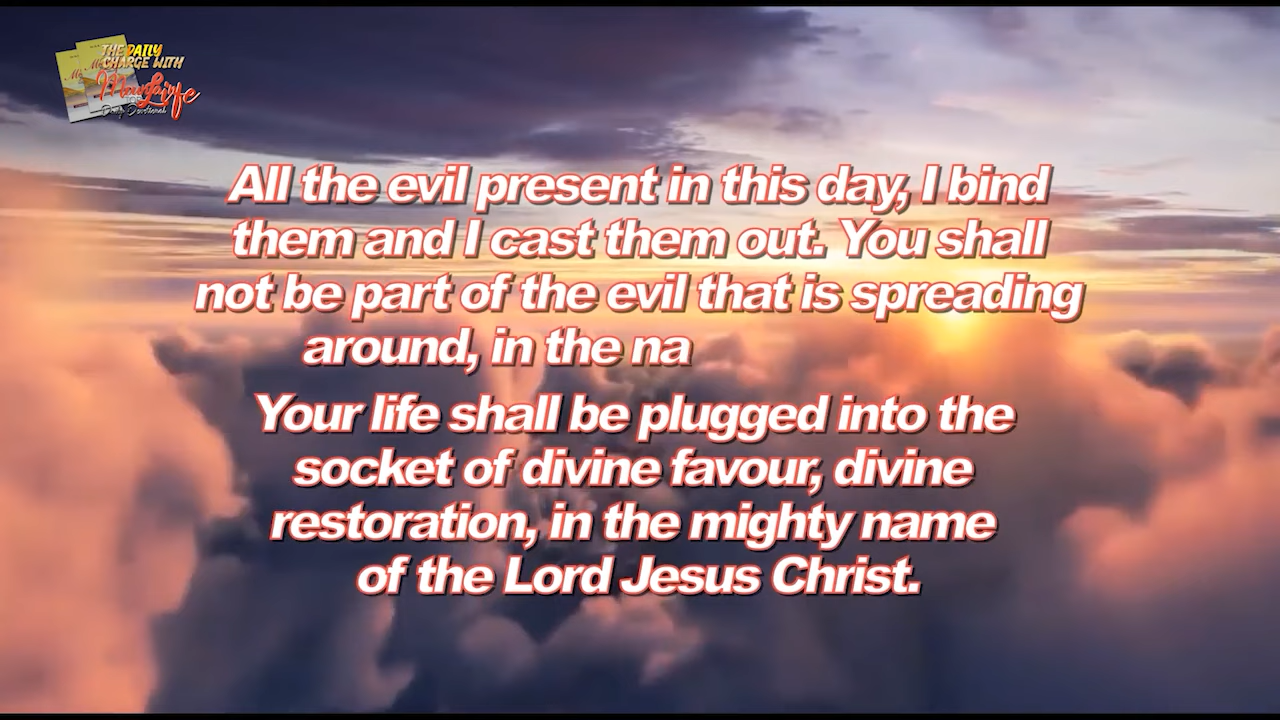 THE DAILY
CHARGE WITH
All the evil present in this day, I bind
them and I cast them out. You shall
not be part of the evil that is spreading
around, in the na
Your life shall be plugged into the
socket of divine favour, divine
restoration, in the mighty name
of the Lord Jesus Christ.